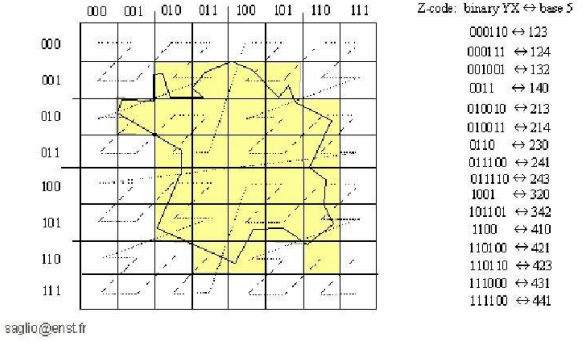 000 001 010 011 100 101 110 111
Z-code: binary YX ⇔ base 5
000
000110 ⇔ 123
000111 ⇔ 124
001
001001 ⇔ 132
0011 ⇔ 140
010
010010 ⇔ 213
010011 ⇔ 214
011
0110 ⇔ 230
011100 ⇔ 241
100
011110 ⇔ 243
1001 ⇔ 320
101
101101 ⇔ 342
1100 ⇔ 410
110
110100 ⇔ 421
110110 ⇔ 423
111
111000 ⇔ 431
111100 ⇔ 441
saglio@enst.fr